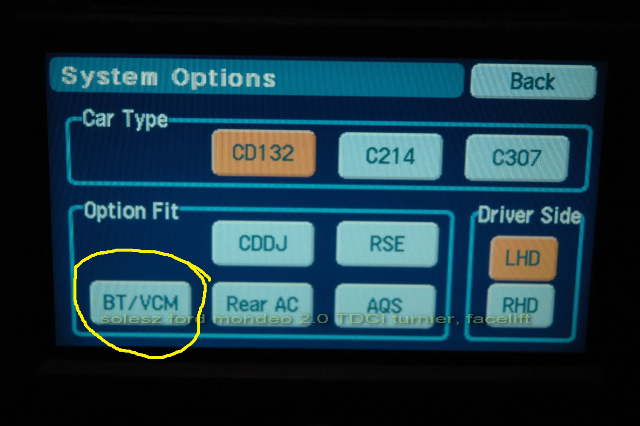 System Options
Back
Car Type
CD132
C214
C307
Option Fit
CDDJ
RSE
BT/VCM
Rear AC
AQS
Driver Side
LHD
RHD
solesz ford mondeo 2.0 TDCi turnier, facelift